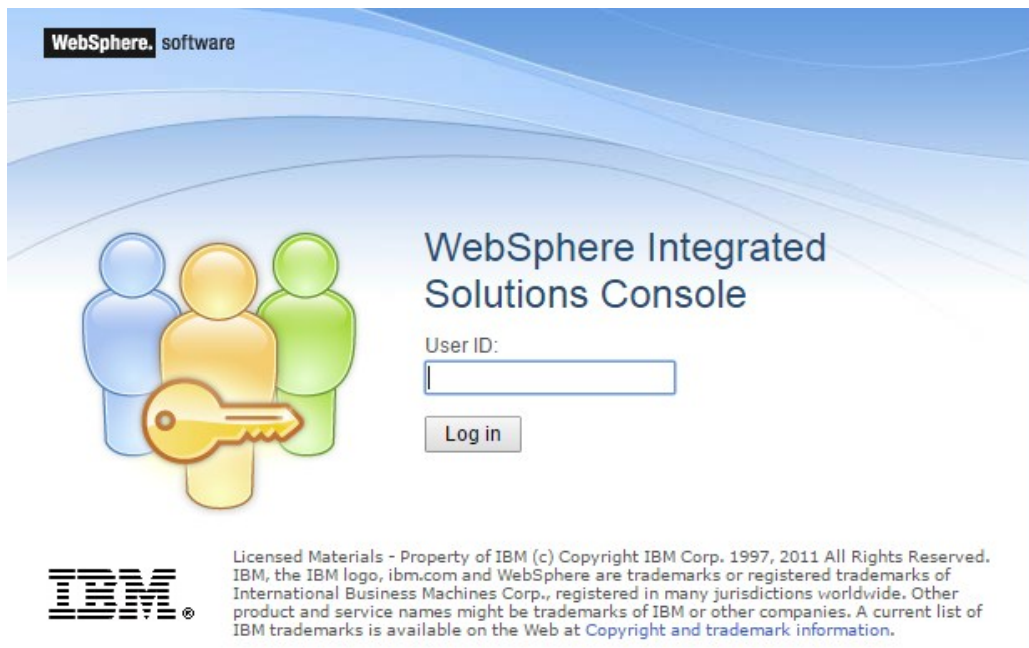 WebSphere. software
WebSphere Integrated
Solutions Console
User ID:
Log in
Licensed Materials - Property of IBM (c) Copyright IBM Corp. 1997, 2011 All Rights Reserved.
IBM, the IBM logo, ibm.com and WebSphere are trademarks or registered trademarks of
International Business Machines Corp., registered in many jurisdictions worldwide. Other
product and service names might be trademarks of IBM or other companies. A current list of
IBM trademarks is available on the Web at Copyright and trademark information.
IBM®